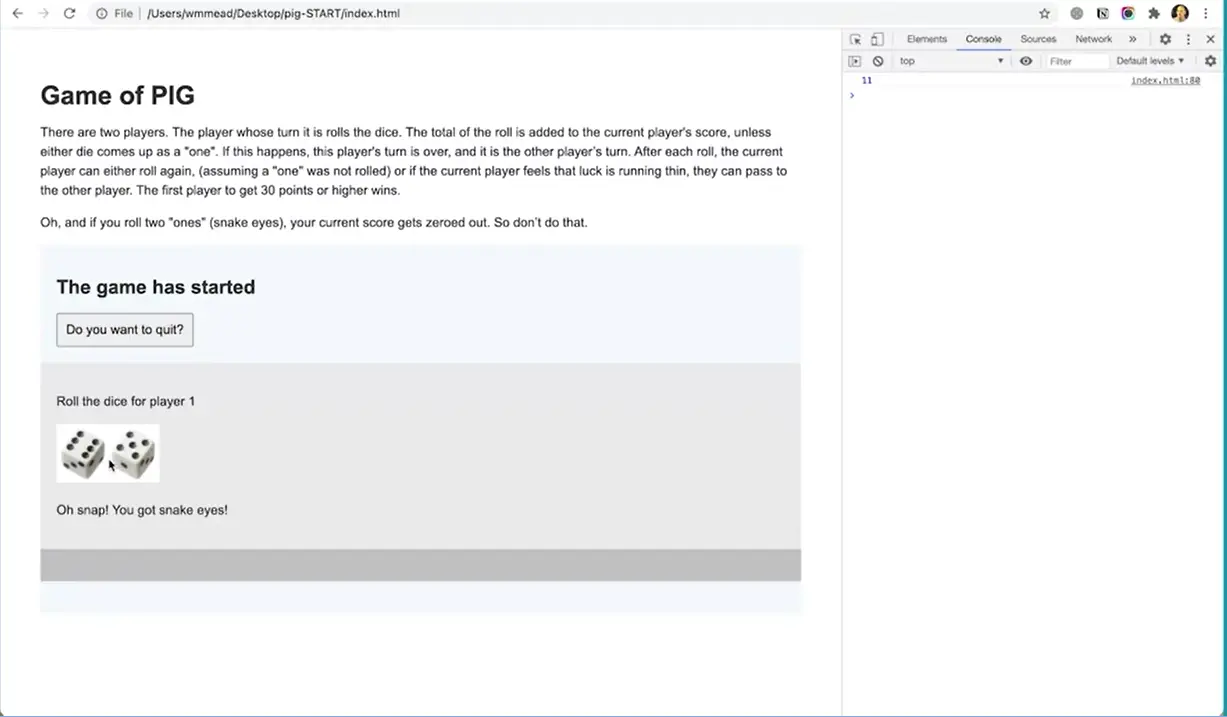 File | /Users/wmmead/Desktop/pig-START/index.html
Elements Console Sources Network »
top Filter Default levels
11 index.html:80
Game of PIG
There are two players. The player whose turn it is rolls the dice. The total of the roll is added to the current player's score, unless
either die comes up as a "one". If this happens, this player's turn is over, and it is the other player's turn. After each roll, the current
player can either roll again, (assuming a "one" was not rolled) or if the current player feels that luck is running thin, they can pass to
the other player. The first player to get 30 points or higher wins.
Oh, and if you roll two "ones" (snake eyes), your current score gets zeroed out. So don't do that.
The game has started
Do you want to quit?
Roll the dice for player 1
Oh snap! You got snake eyes!